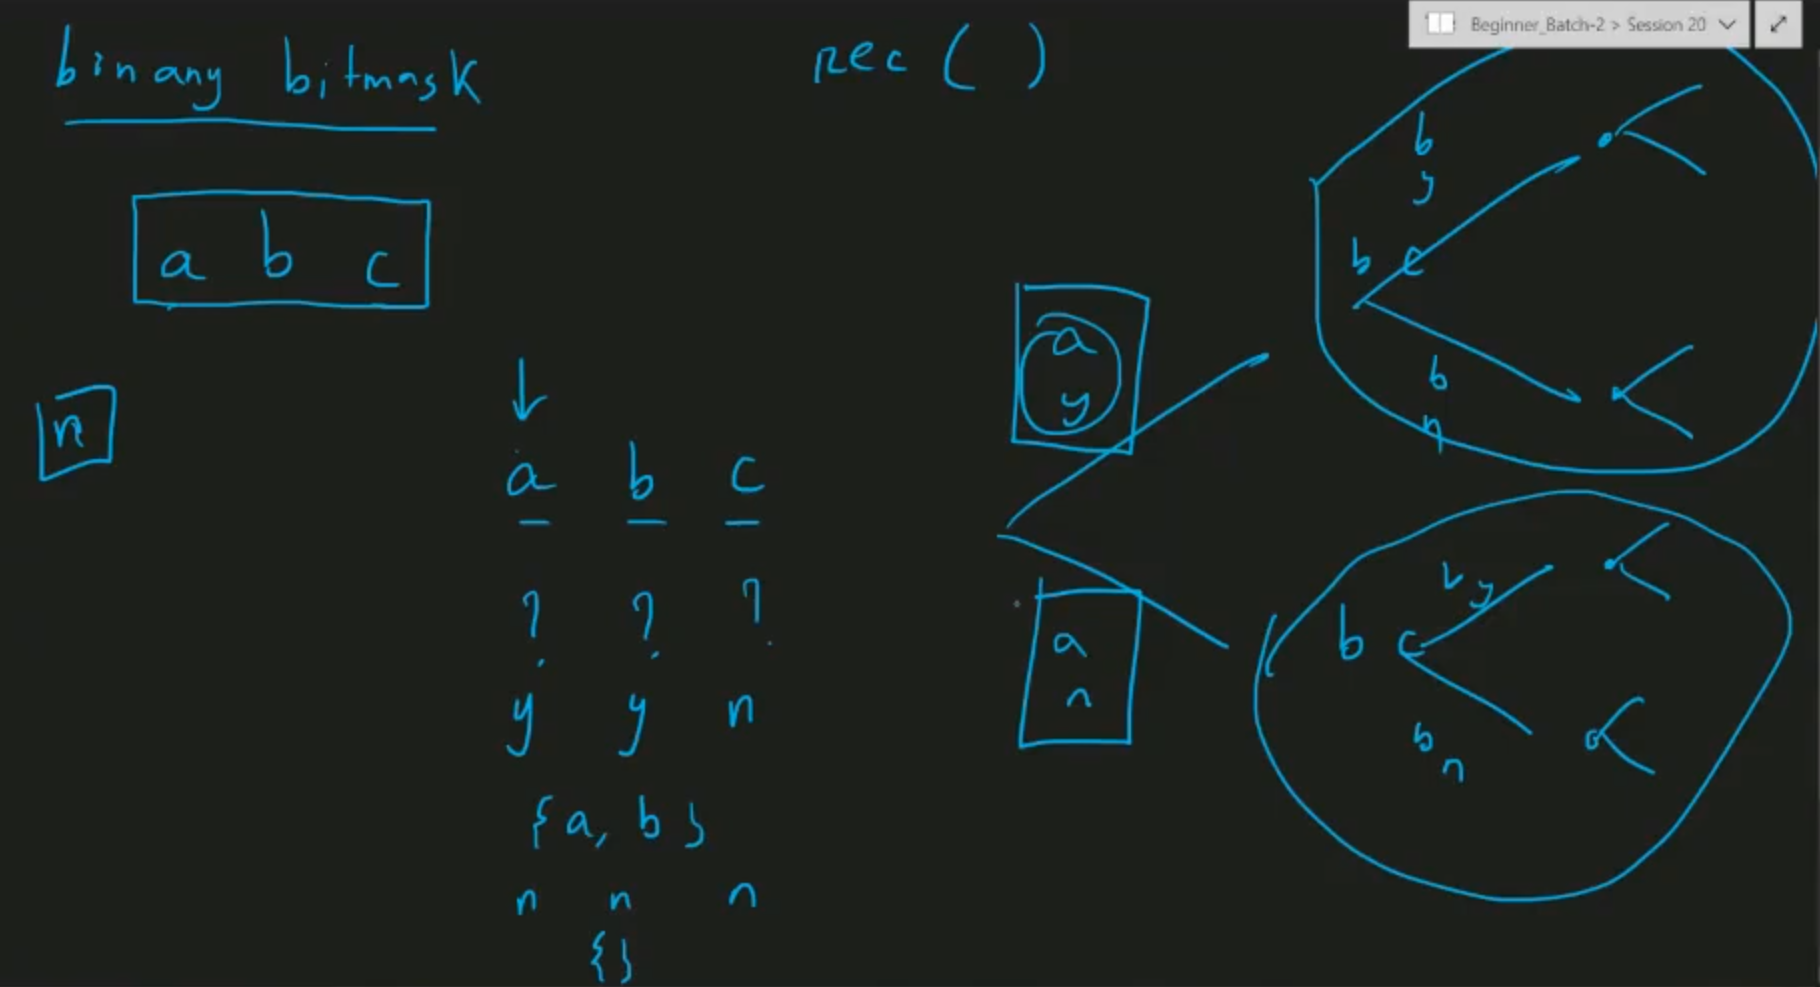 Beginner_Batch-2 > Session 20
binary bitmask
rec ( )
a b c
n
a b c
? ? ?
y y n
{a, b}
n n n
{}
a
y
a
n
b
y
b c
b
n
y
b c
b
n